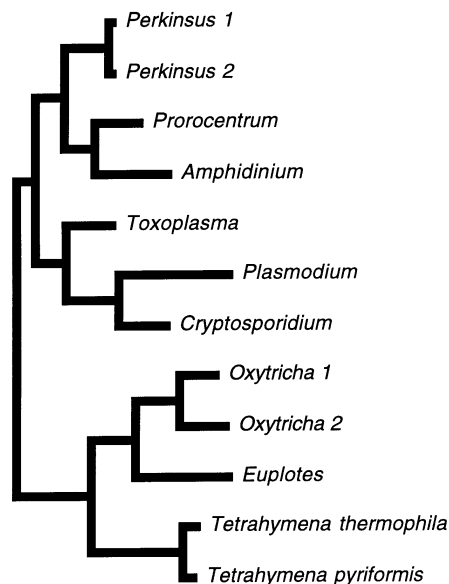 Perkinsus 1
Perkinsus 2
Prorocentrum
Amphidinium
Toxoplasma
Plasmodium
Cryptosporidium
Oxytricha 1
Oxytricha 2
Euplotes
Tetrahymena thermophila
Tetrahymena pyriformis